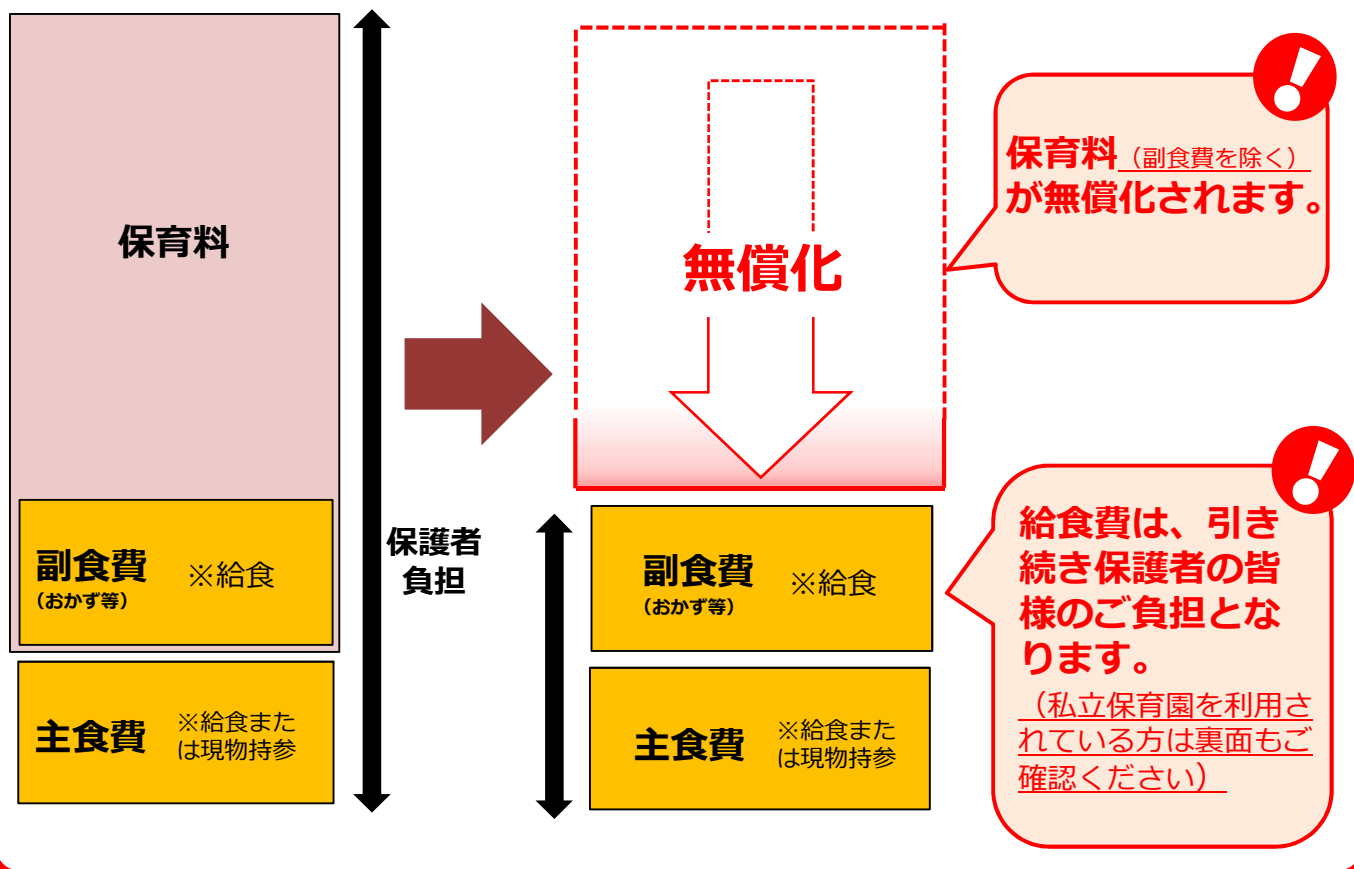 保育料
副食費 ※給食
(おかず等)
主食費 ※給食また
は現物持参
保護者
負担
無償化
副食費 ※給食
(おかず等)
主食費 ※給食また
は現物持参
保育料（副食費を除く）
が無償化されます。
給食費は、引き
続き保護者の皆
様のご負担とな
ります。
（私立保育園を利用さ
れている方は裏面もご
確認ください）